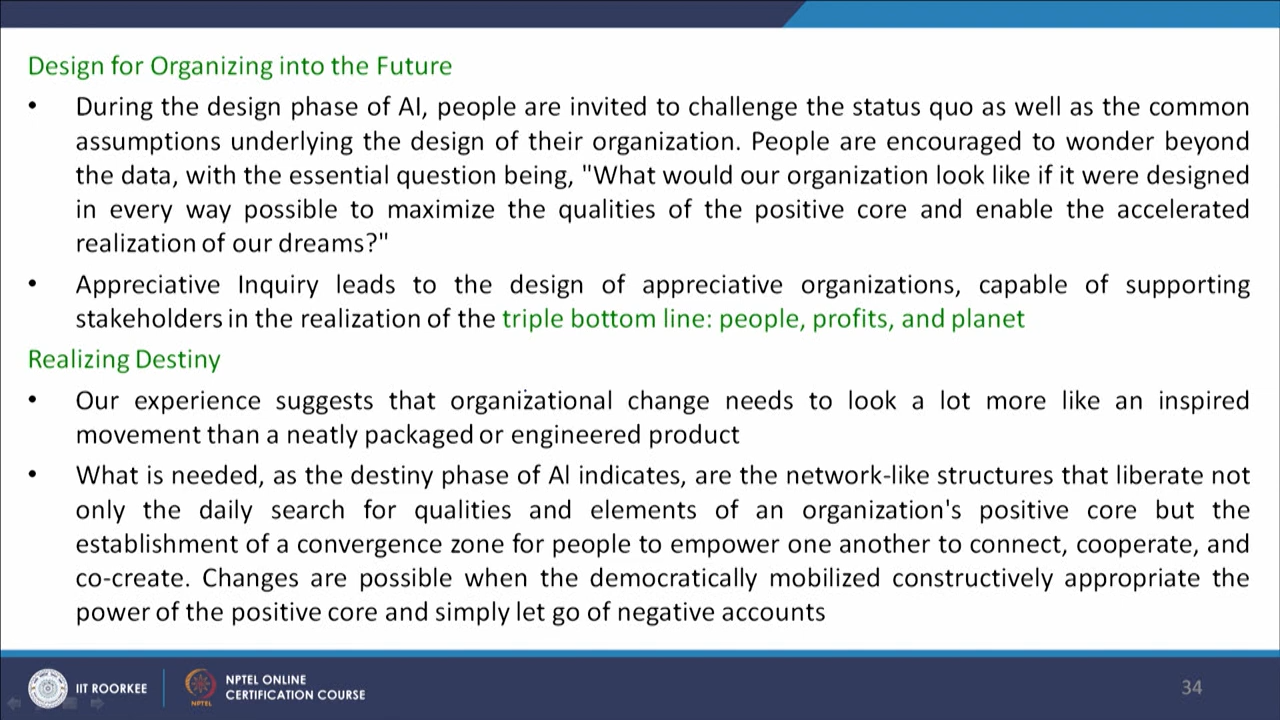 Design for Organizing into the Future
• During the design phase of AI, people are invited to challenge the status quo as well as the common
assumptions underlying the design of their organization. People are encouraged to wonder beyond
the data, with the essential question being, "What would our organization look like if it were designed
in every way possible to maximize the qualities of the positive core and enable the accelerated
realization of our dreams?"
• Appreciative Inquiry leads to the design of appreciative organizations, capable of supporting
stakeholders in the realization of the triple bottom line: people, profits, and planet
Realizing Destiny
• Our experience suggests that organizational change needs to look a lot more like an inspired
movement than a neatly packaged or engineered product
• What is needed, as the destiny phase of Al indicates, are the network-like structures that liberate not
only the daily search for qualities and elements of an organization's positive core but the
establishment of a convergence zone for people to empower one another to connect, cooperate, and
co-create. Changes are possible when the democratically mobilized constructively appropriate the
power of the positive core and simply let go of negative accounts
IIT ROORKEE
NPTEL
NPTEL ONLINE
CERTIFICATION COURSE
34